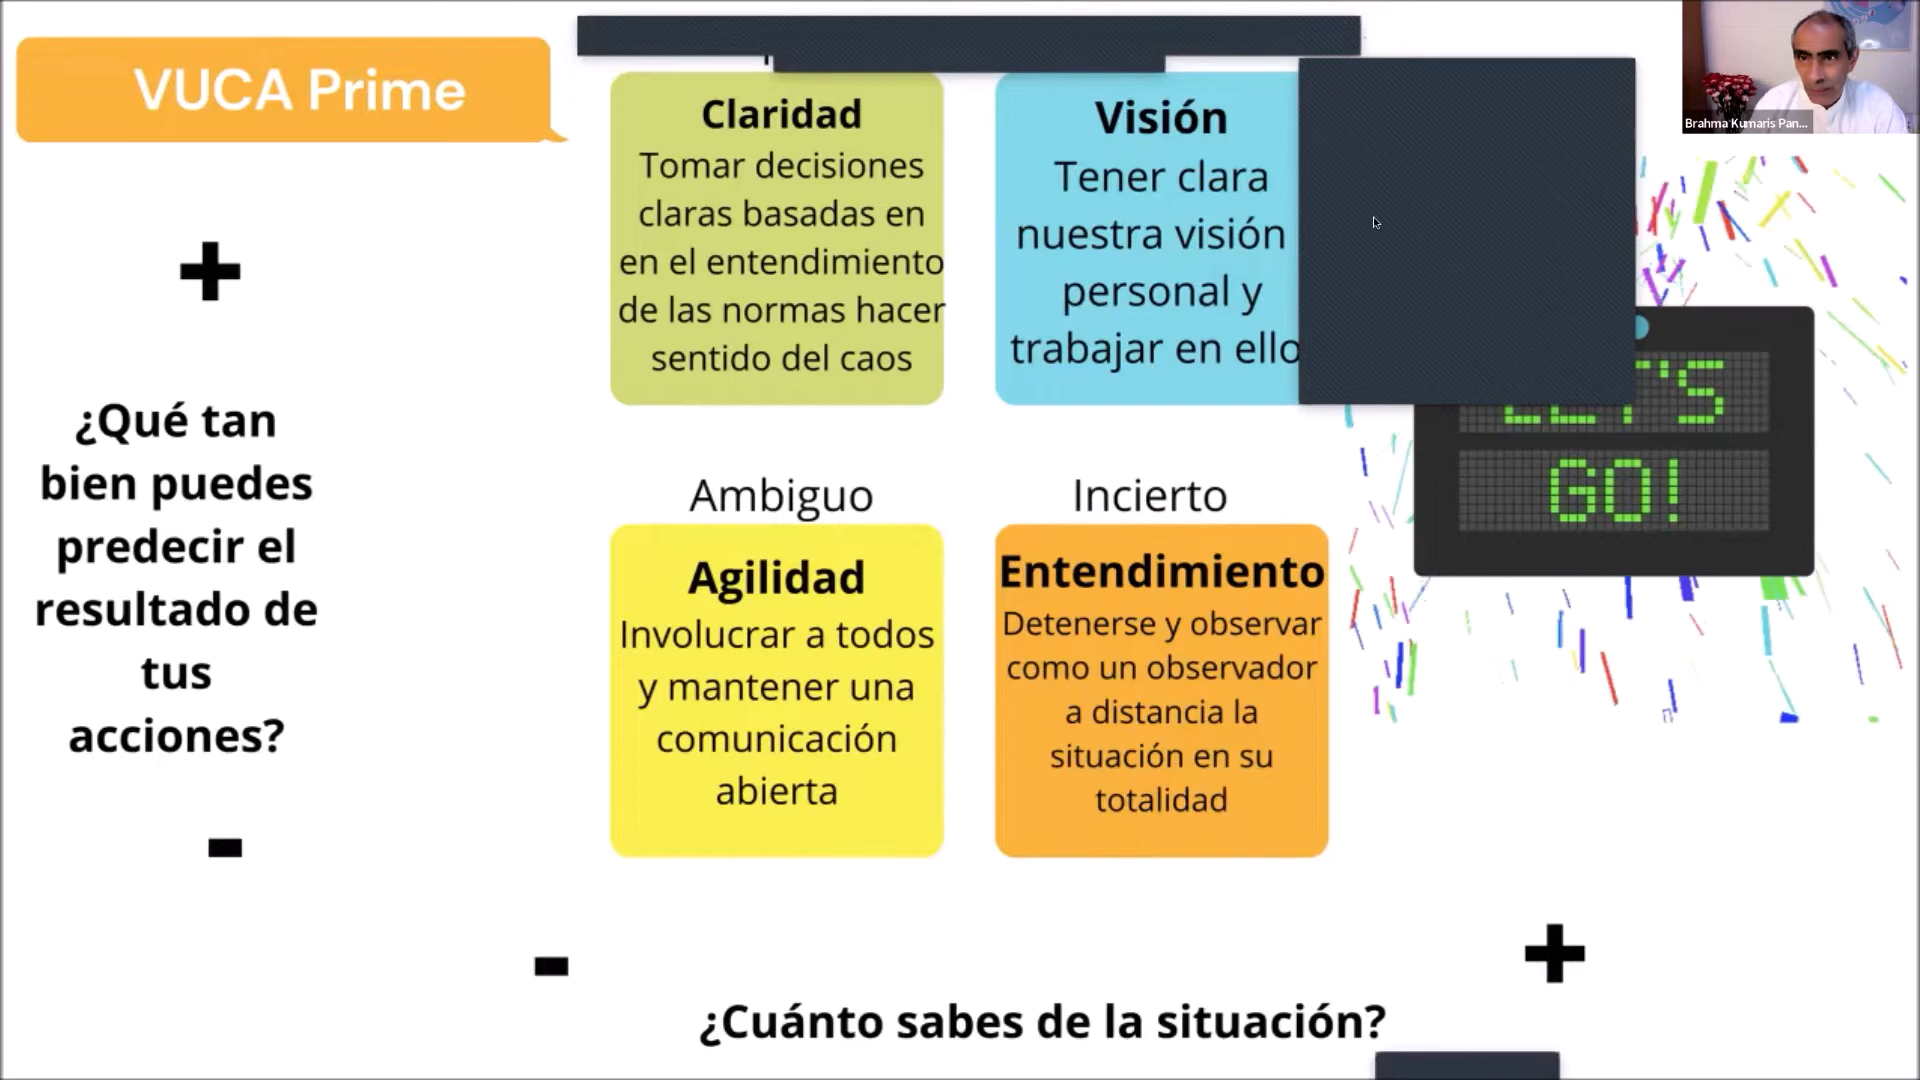 VUCA Prime
Claridad
Tomar decisiones
claras basadas en
en el entendimiento
de las normas hacer
sentido del caos
Visión
Tener clara
nuestra visión
personal y
trabajar en ello
Brahma Kumaris Pan...
+
¿Qué tan
bien puedes
predecir el
resultado de
tus
acciones?
-
Ambiguo
Agilidad
Involucrar a todos
y mantener una
comunicación
abierta
Incierto
Entendimiento
Detenerse y observar
como un observador
a distancia la
situación en su
totalidad
LET'S
GO!
-
+
¿Cuánto sabes de la situación?